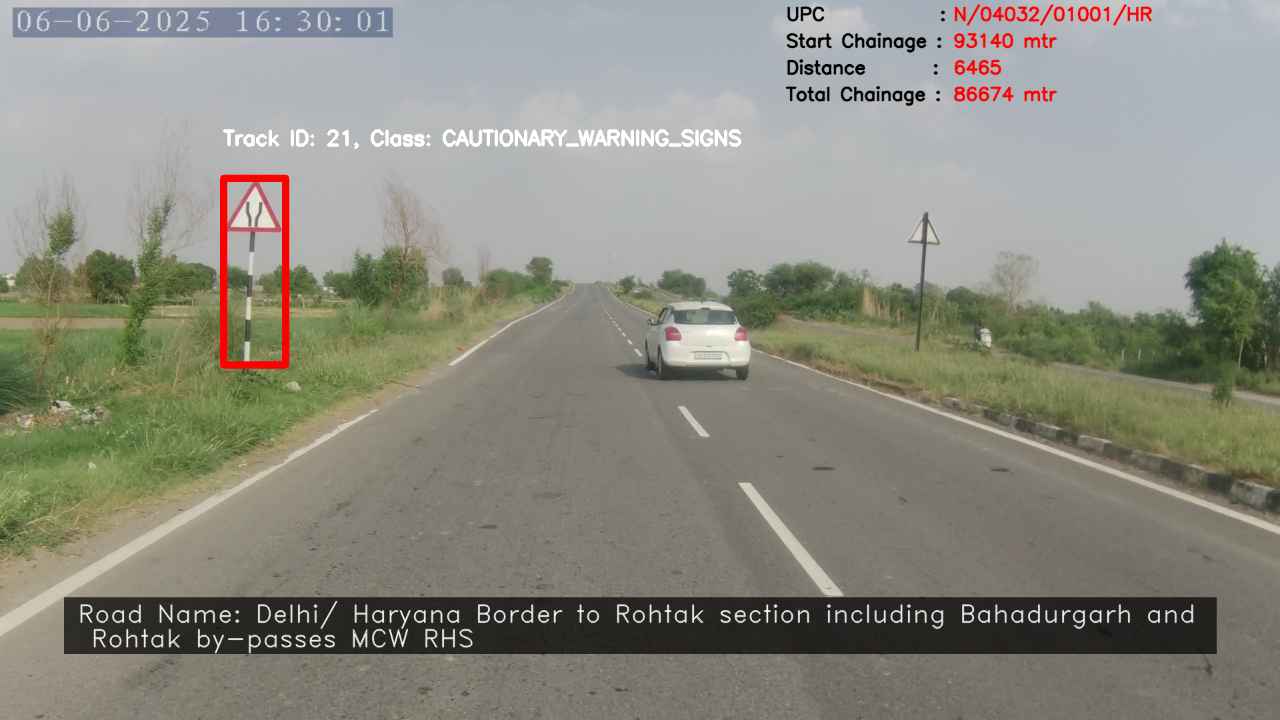 06-06-2025 16:30:01
UPC : N/04032/01001/HR
Start Chainage : 93140 mtr
Distance : 6465
Total Chainage : 86674 mtr
Track ID: 21, Class: CAUTIONARY_WARNING_SIGNS
Road Name: Delhi/ Haryana Border to Rohtak section including Bahadurgarh and
Rohtak by-passes MCW RHS